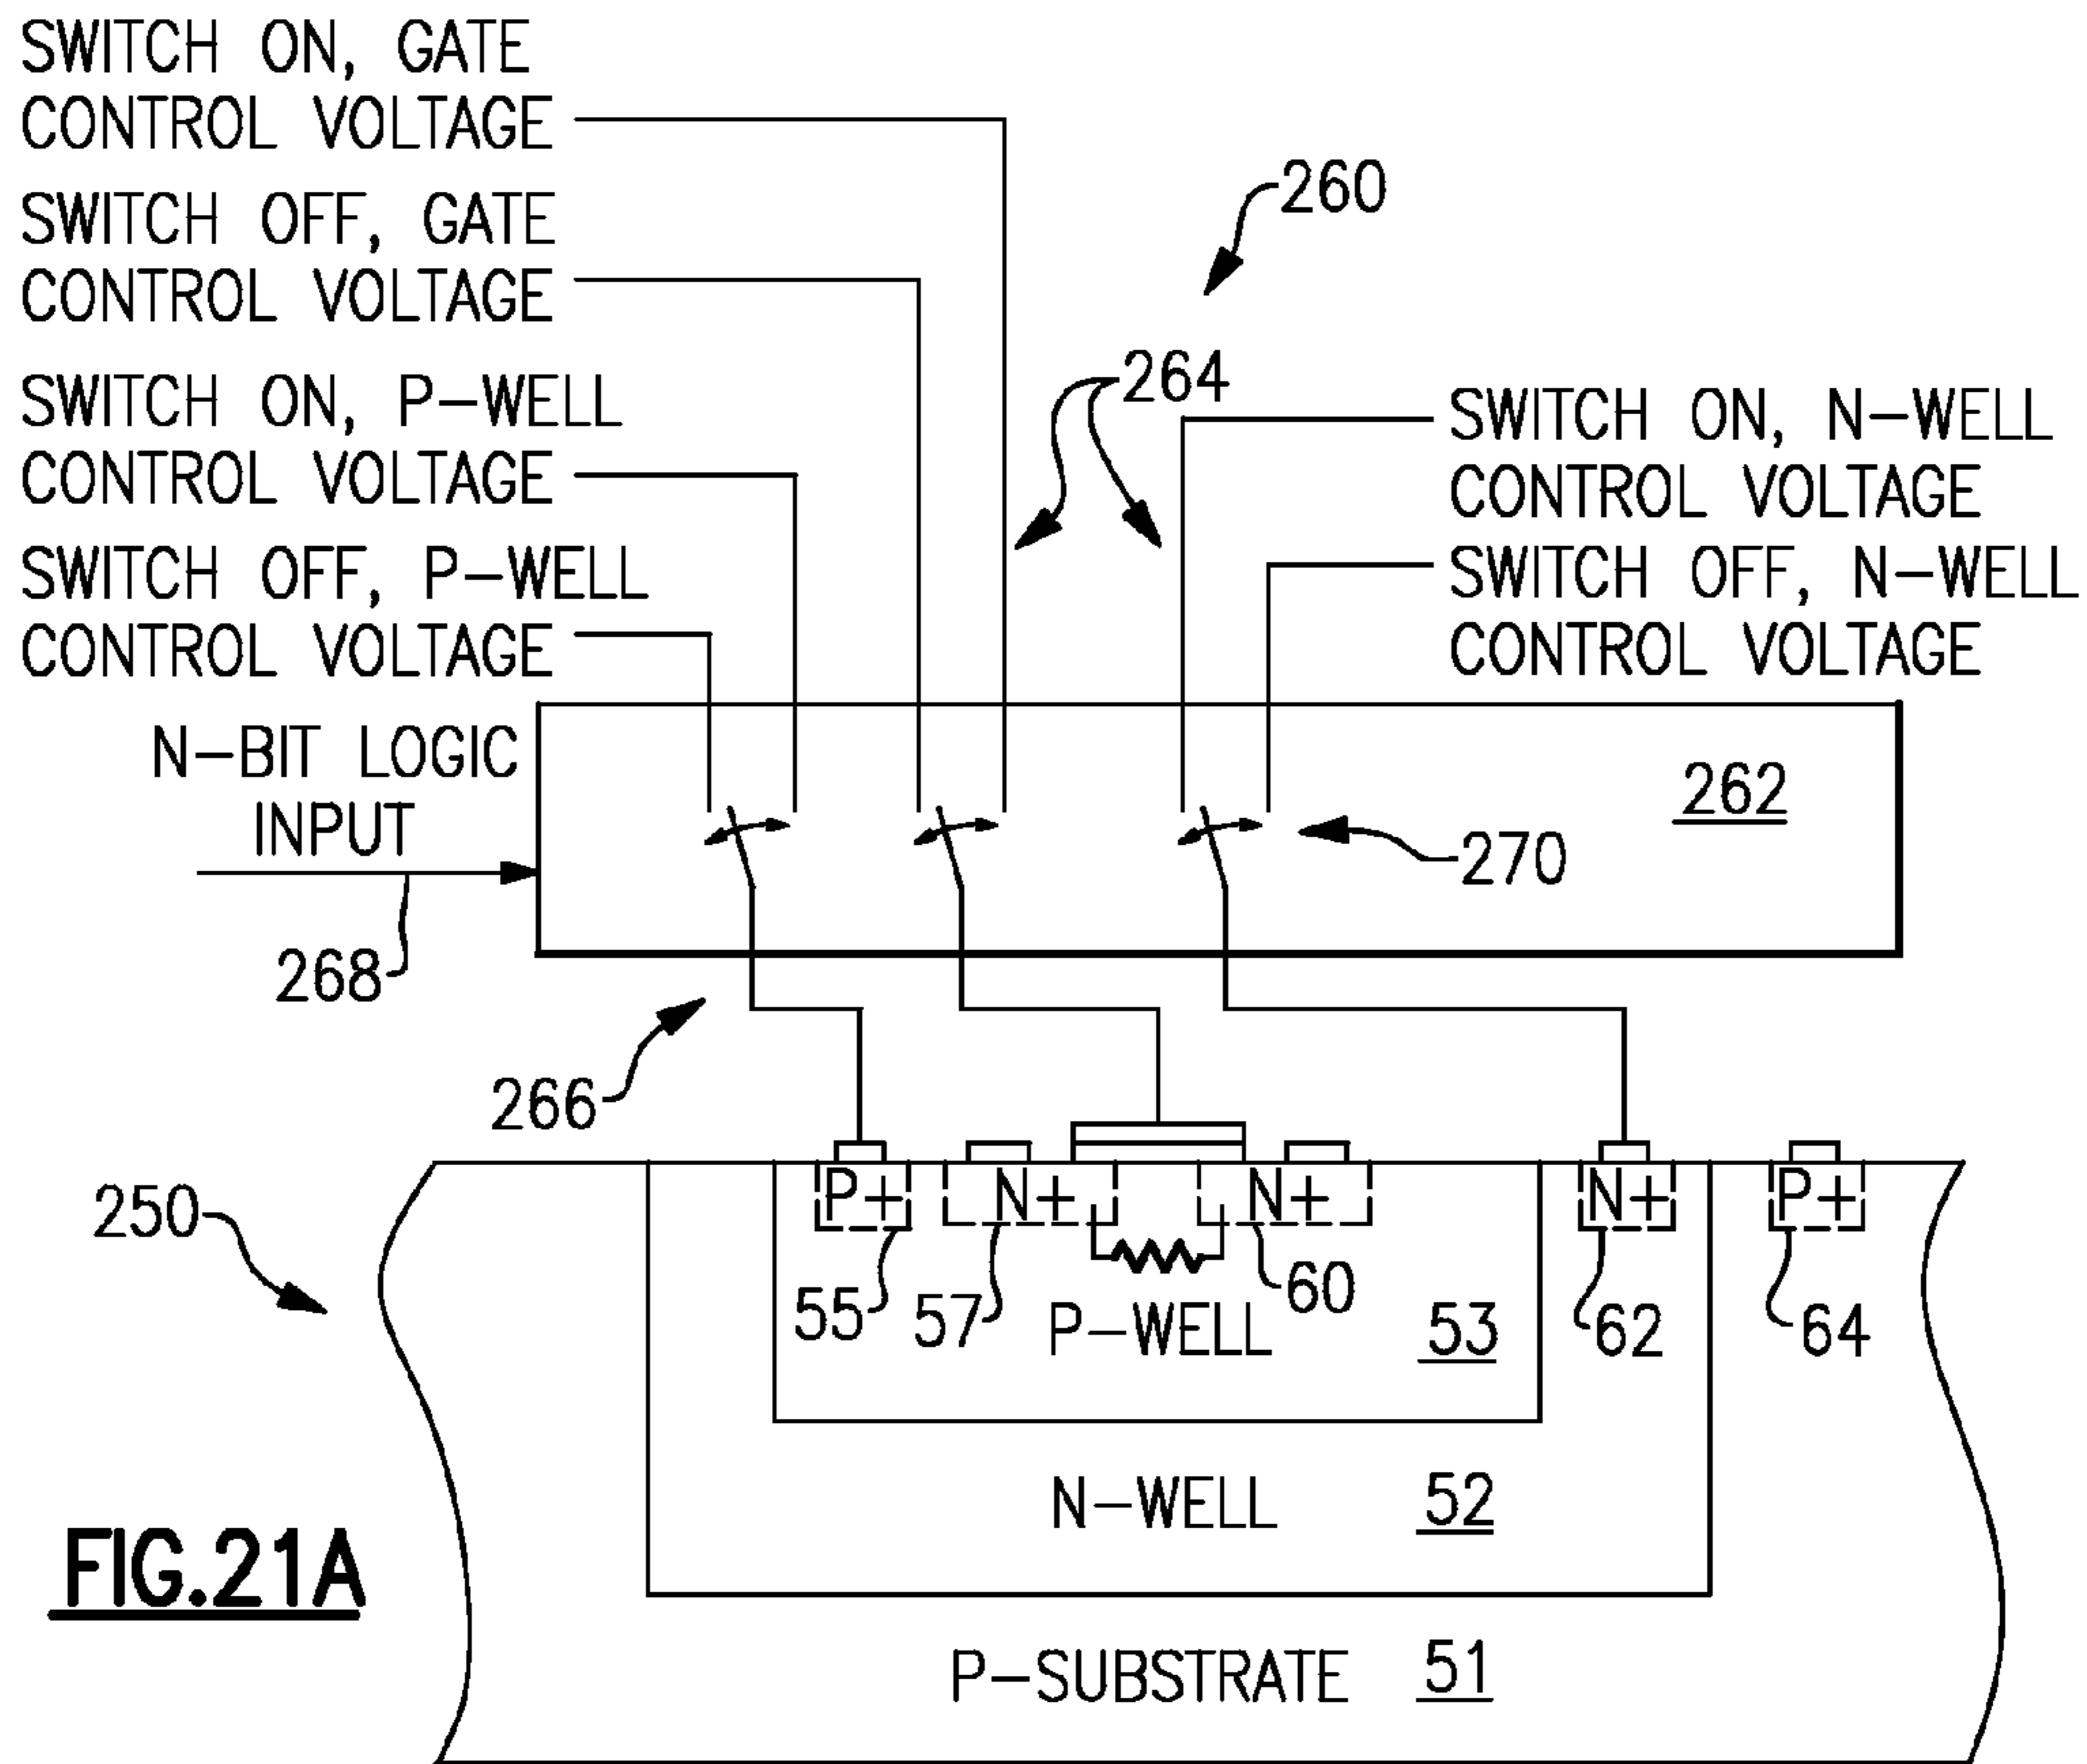 SWITCH ON, GATE
CONTROL VOLTAGE
SWITCH OFF, GATE
CONTROL VOLTAGE
SWITCH ON, P-WELL
CONTROL VOLTAGE
SWITCH OFF, P-WELL
CONTROL VOLTAGE
260
264
SWITCH ON, N-WELL
CONTROL VOLTAGE
SWITCH OFF, N-WELL
CONTROL VOLTAGE
N-BIT LOGIC
INPUT
268
262
270
266
250
P+
N+
N+
N+
P+
55
57
60
62
64
P-WELL 53
N-WELL 52
P-SUBSTRATE 51
FIG.21A